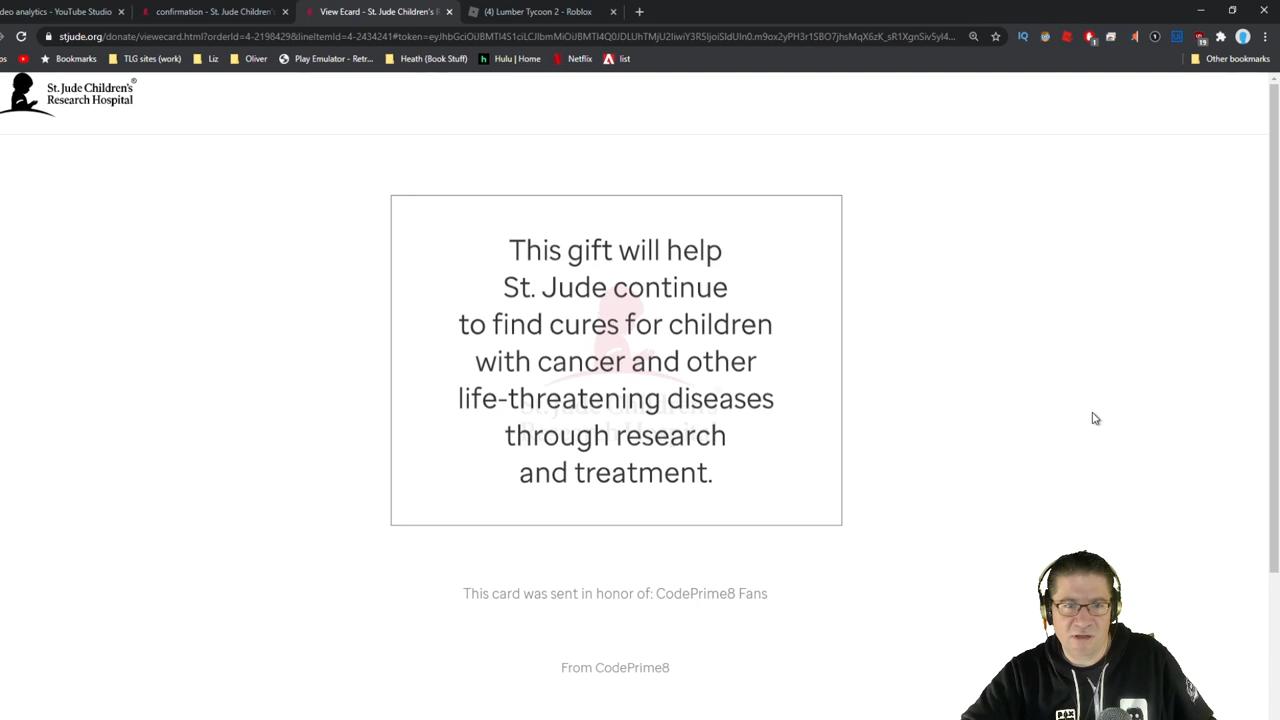 deo analytics - YouTube Studio
confirmation - St. Jude Children's
View Ecard - St. Jude Children's R
(4) Lumber Tycoon 2 - Roblox
Bookmarks
TLG sites (work)
Liz
Oliver
Play Emulator - Retr...
Heath (Book Stuff)
Hulu | Home
Netflix
list
Other bookmarks
St. Jude Children's®
Research Hospital
This gift will help
St. Jude continue
to find cures for children
with cancer and other
life-threatening diseases
through research
and treatment.
This card was sent in honor of: CodePrime8 Fans
From CodePrime8